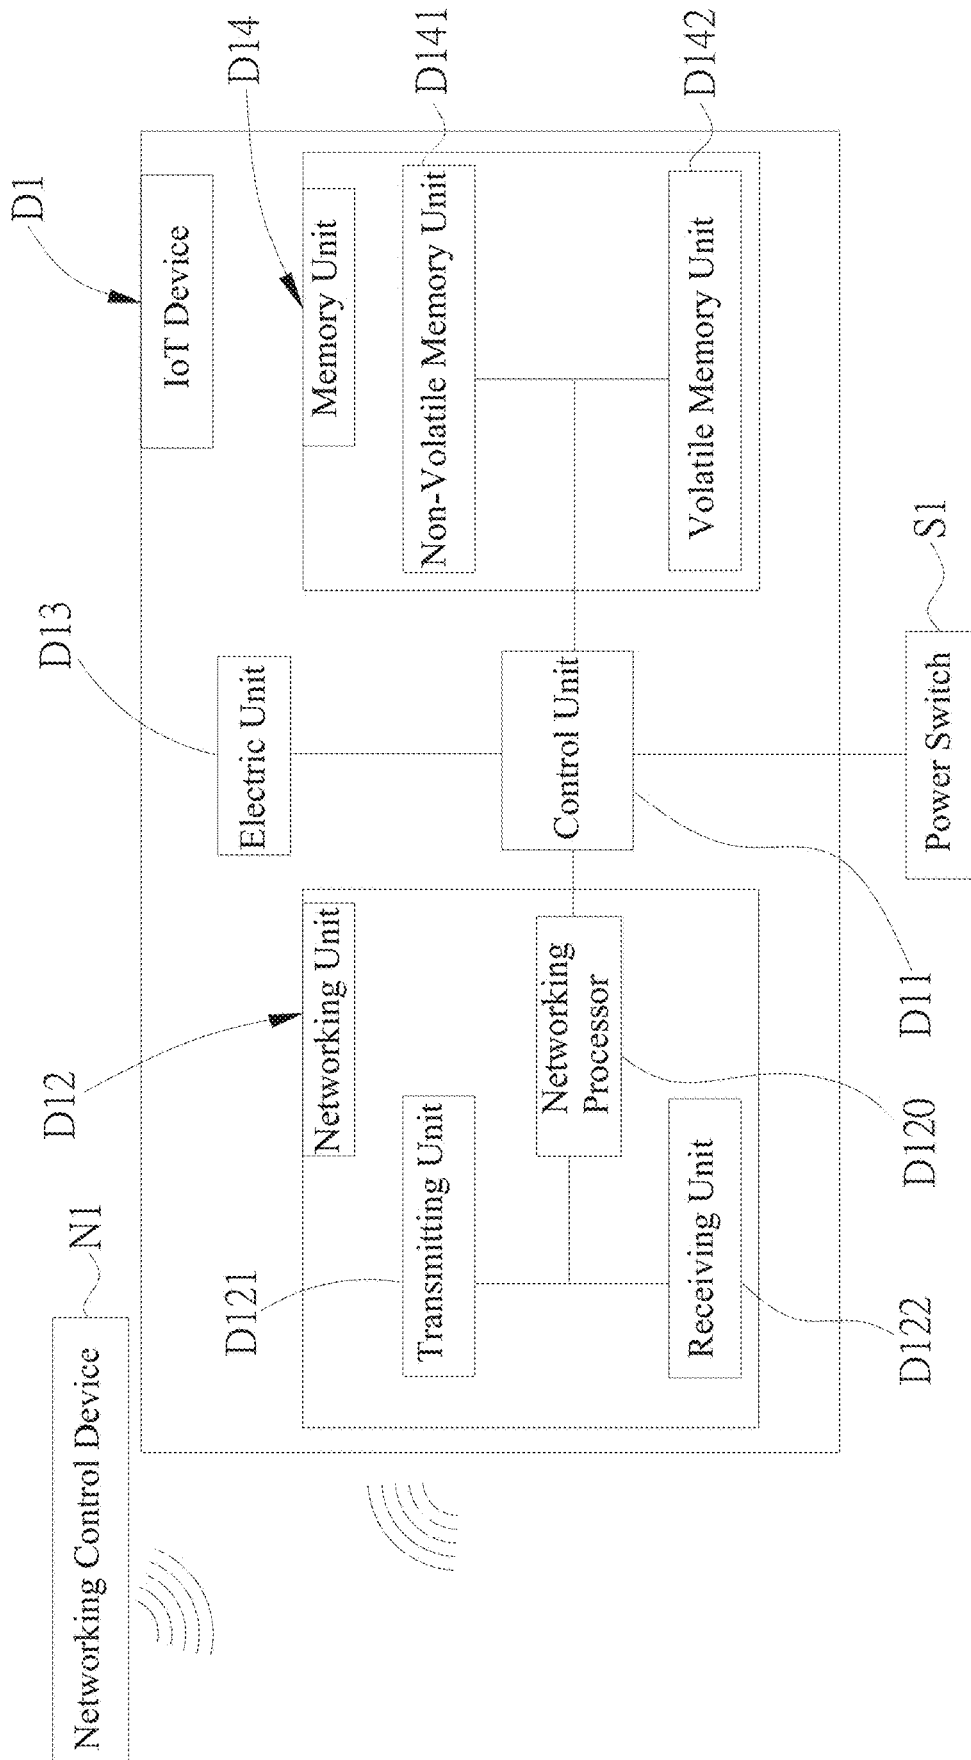 Networking Control Device
N1
D12
D13
D1
IoT Device
D14
Networking Unit
Electric Unit
Memory Unit
D121
Transmitting Unit
Non-Volatile Memory Unit
D141
Networking
Processor
Control Unit
Receiving Unit
Volatile Memory Unit
D142
D122
D120
D11
Power Switch
S1